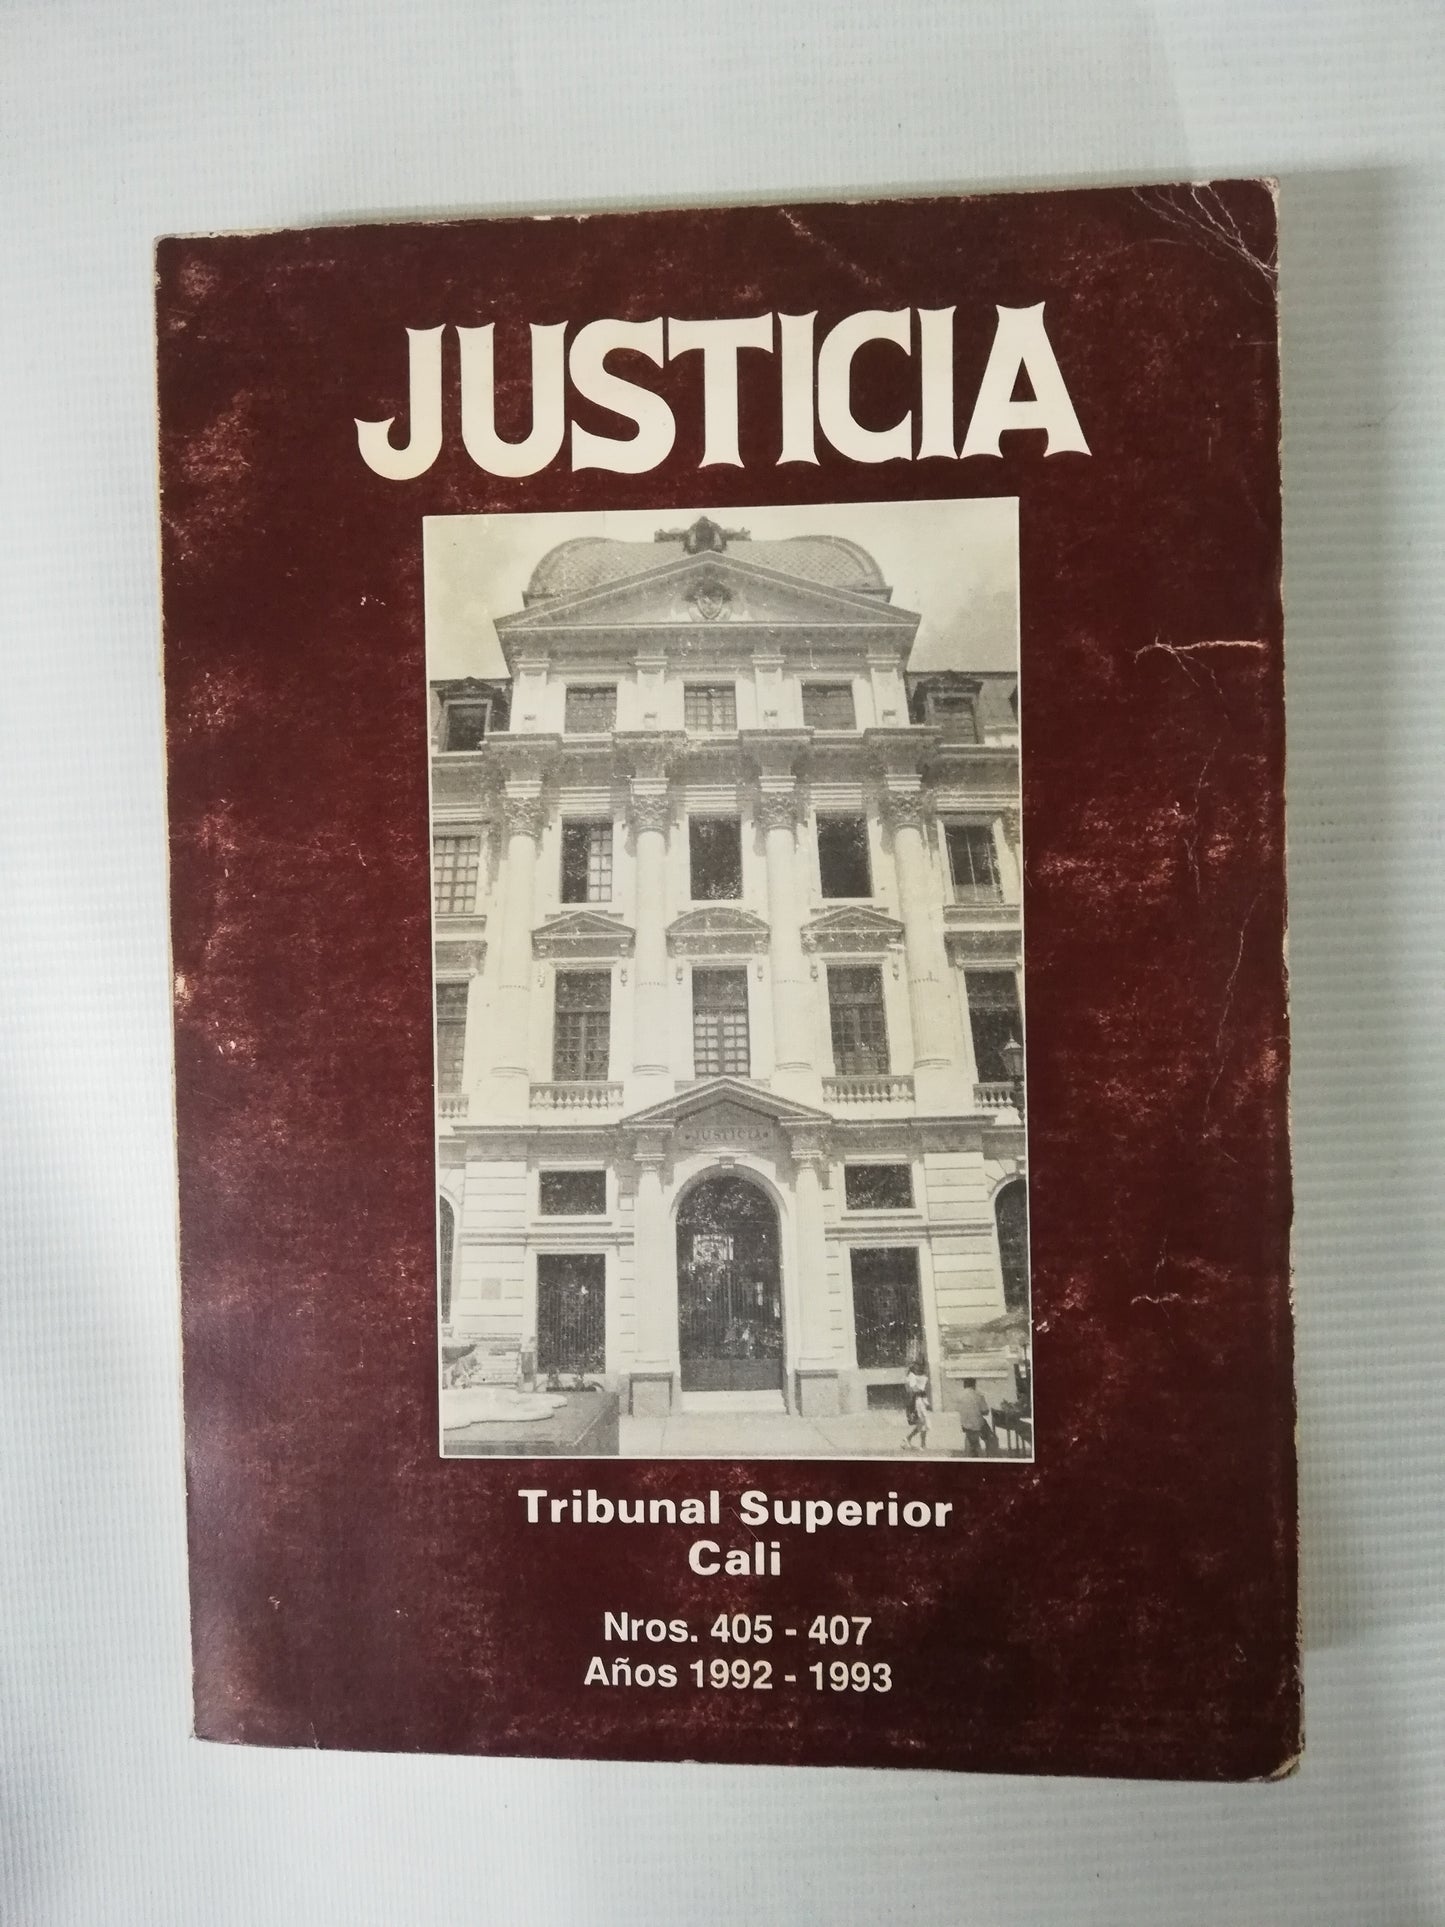 JUSTICIA
JUSTICIA
Tribunal Superior
Cali
Nros. 405 - 407
Años 1992 - 1993